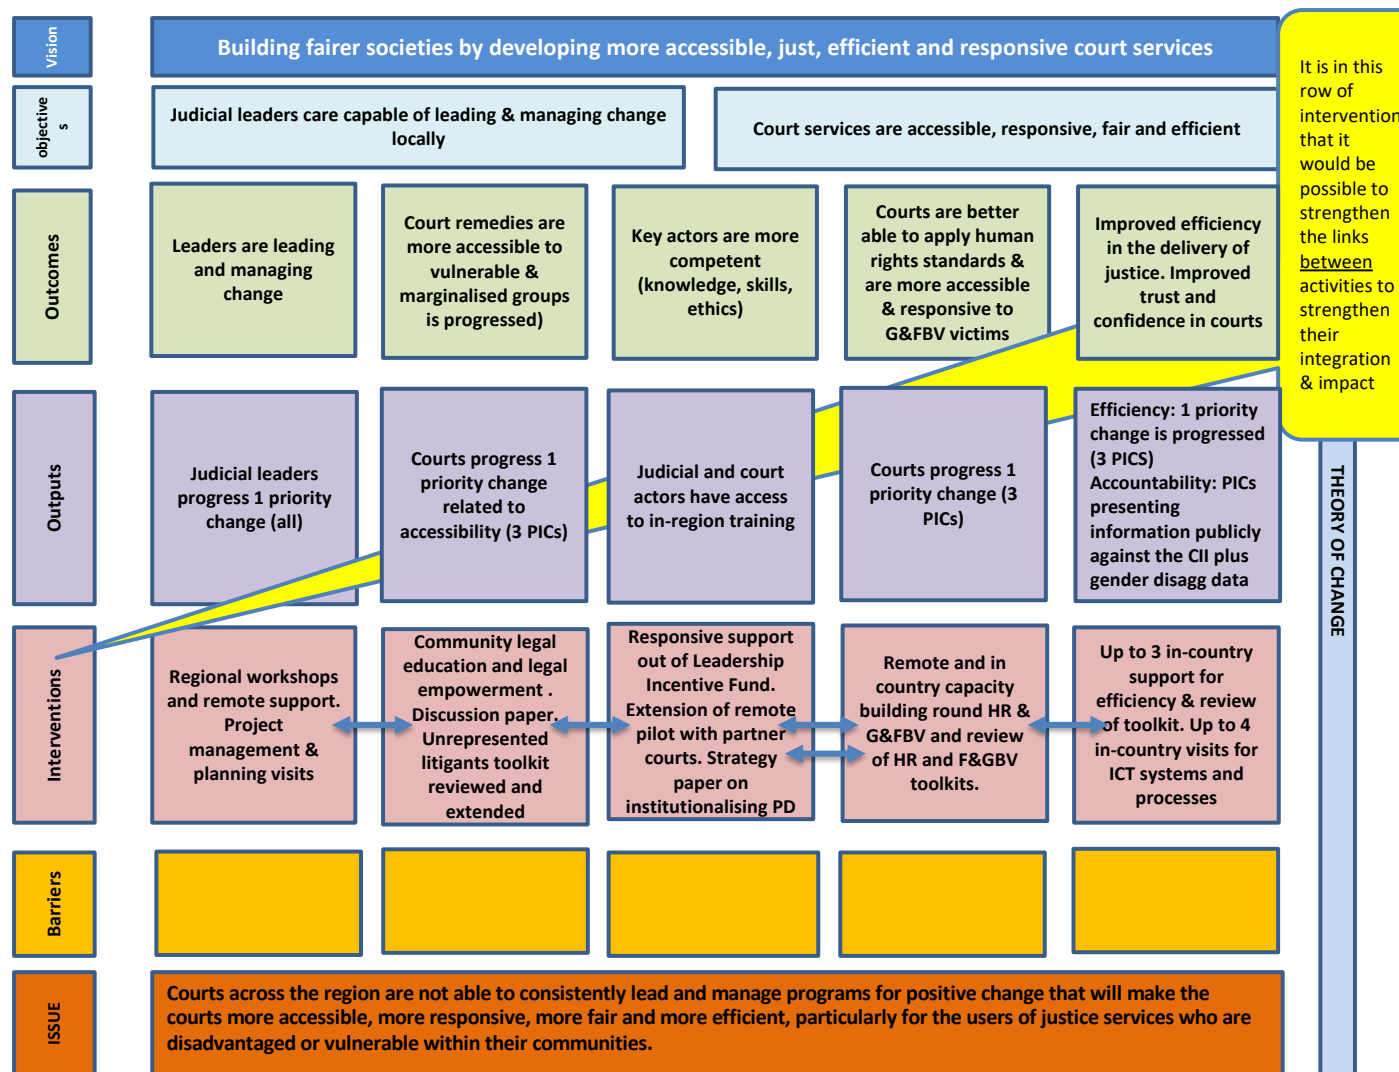 Vision
Building fairer societies by developing more accessible, just, efficient and responsive court services
objective
s
Judicial leaders care capable of leading & managing change
locally
Court services are accessible, responsive, fair and efficient
It is in this
row of
intervention
that it
would be
possible to
strengthen
the links
between
activities to
strengthen
their
integration
& impact
Outcomes
Leaders are leading
and managing
change
Court remedies are
more accessible to
vulnerable &
marginalised groups
is progressed)
Key actors are more
competent
(knowledge, skills,
ethics)
Courts are better
able to apply human
rights standards &
are more accessible
& responsive to
G&FBV victims
Improved efficiency
in the delivery of
justice. Improved
trust and
confidence in courts
Outputs
Judicial leaders
progress 1 priority
change (all)
Courts progress 1
priority change
related to
accessibility (3 PICs)
Judicial and court
actors have access
to in-region training
Courts progress 1
priority change (3
PICs)
Efficiency: 1 priority
change is progressed
(3 PICS)
Accountability: PICs
presenting
information publicly
against the CII plus
gender disagg data
THEORY OF CHANGE
Interventions
Regional workshops
and remote support.
Project
management &
planning visits
Community legal
education and legal
empowerment .
Discussion paper.
Unrepresented
litigants toolkit
reviewed and
extended
Responsive support
out of Leadership
Incentive Fund.
Extension of remote
pilot with partner
courts. Strategy
paper on
institutionalising PD
Remote and in
country capacity
building round HR &
G&FBV and review
of HR and F&GBV
toolkits.
Up to 3 in-country
support for
efficiency & review
of toolkit. Up to 4
in-country visits for
ICT systems and
processes
Barriers
ISSUE
Courts across the region are not able to consistently lead and manage programs for positive change that will make the
courts more accessible, more responsive, more fair and more efficient, particularly for the users of justice services who are
disadvantaged or vulnerable within their communities.